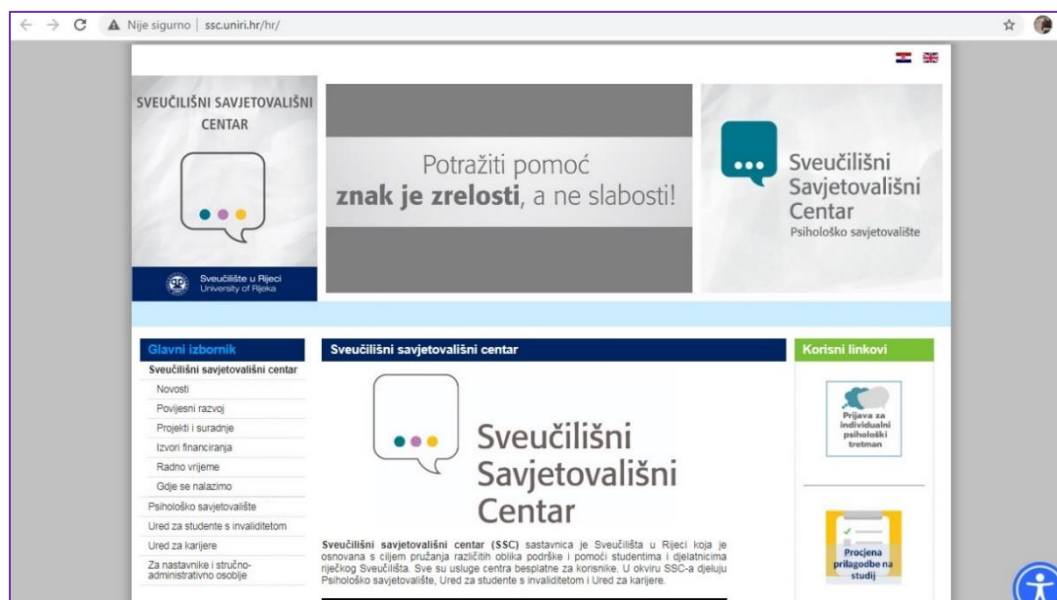 Nije sigurno | ssc.uniri.hr/hr/
SVEUČILIŠNI SAVJETOVALIŠNI
CENTAR
Sveučilište u Rijeci
University of Rijeka
Potražiti pomoć
znak je zrelosti, a ne slabosti!
Sveučilišni
Savjetovališni
Centar
Psihološko savjetovalište
Glavni izbornik
Sveučilišni savjetovališni centar
Novosti
Povijesni razvoj
Projekti i suradnje
Izvori financiranja
Radno vrijeme
Gdje se nalazimo
Psihološko savjetovalište
Ured za studente s invaliditetom
Ured za karijere
Za nastavnike i stručno-
administrativno osoblje
Sveučilišni savjetovališni centar
Sveučilišni
Savjetovališni
Centar
Sveučilišni savjetovališni centar (SSC) sastavnica je Sveučilišta u Rijeci koja je
osnovana s ciljem pružanja različitih oblika podrške i pomoći studentima i djelatnicima
riječkog Sveučilišta. Sve su usluge centra besplatne za korisnike. U okviru SSC-a djeluju
Psihološko savjetovalište, Ured za studente s invaliditetom i Ured za karijere.
Korisni linkovi
Prijava za
individualni
psihološki
tretman
Procjena
prilagodbe na
studij